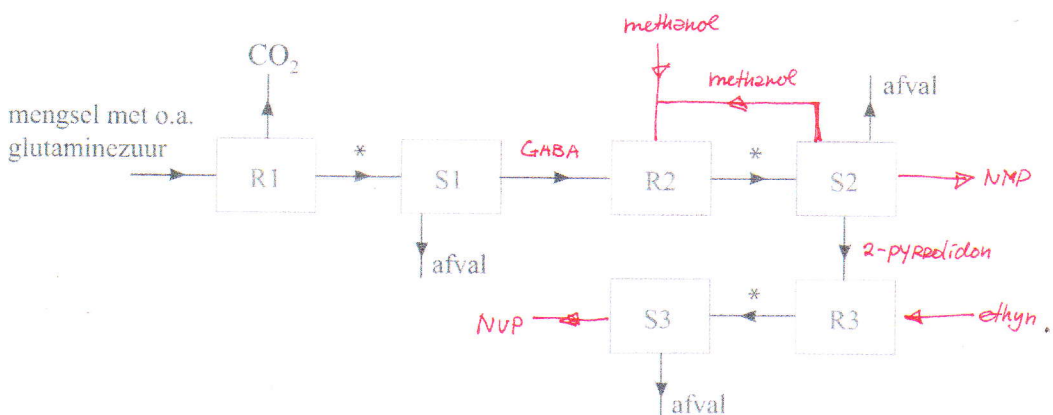 methanol
CO₂
methanol
afval
mengsel met o.a.
glutaminezuur
R1
*
S1
GABA
R2
*
S2
NMP
afval
2-pyrrolidon
NVP
S3
*
R3
ethyn.
afval